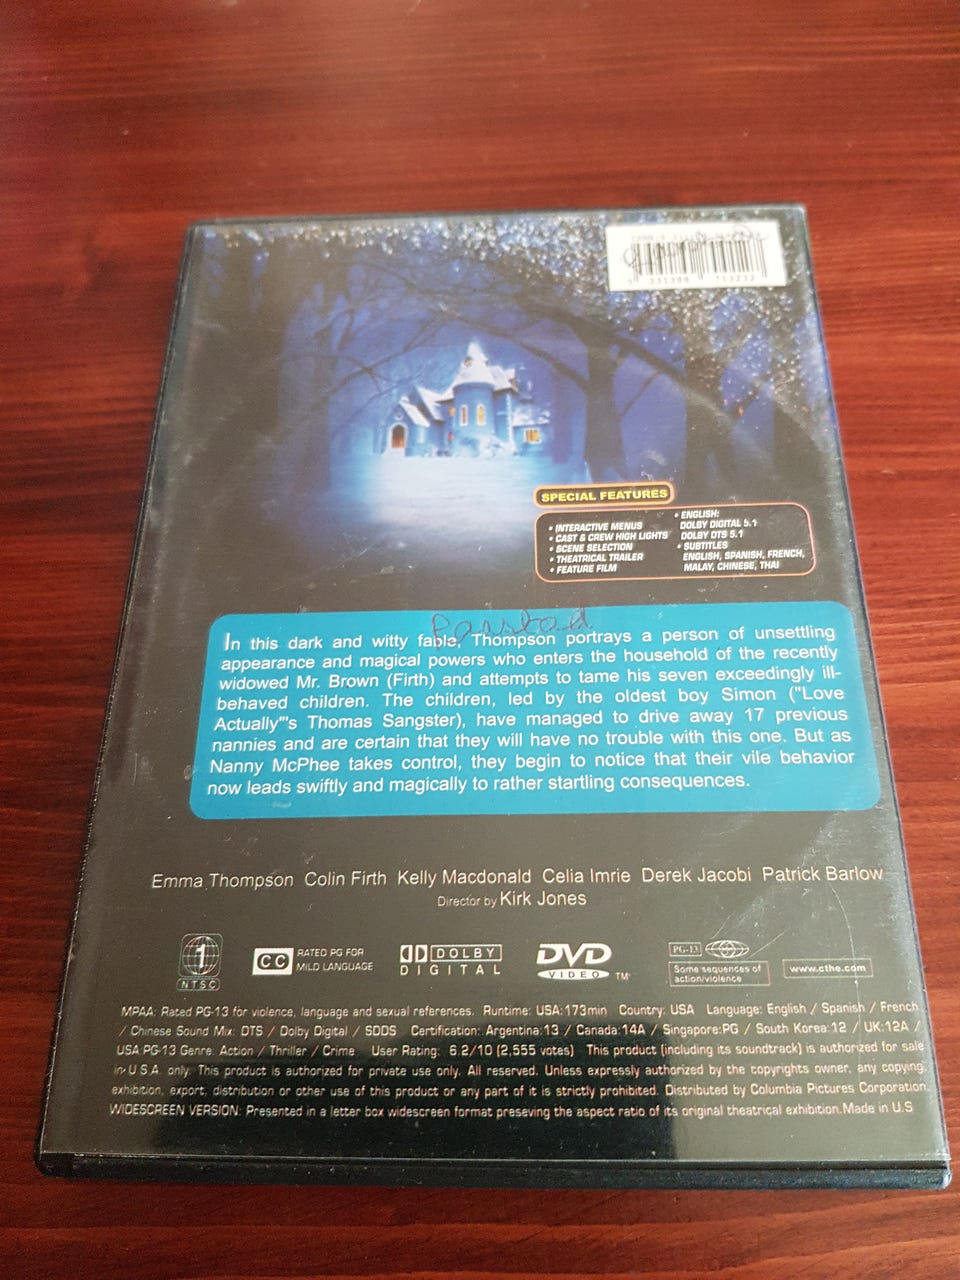 SPECIAL FEATURES
• INTERACTIVE MENUS
• CAST & CREW HIGH LIGHTS
• SCENE SELECTION
• THEATRICAL TRAILER
• FEATURE FILM
• ENGLISH:
DOLBY DIGITAL 5.1
DOLBY DTS 5.1
• SUBTITLES
ENGLISH, SPANISH, FRENCH,
MALAY, CHINESE, THAI
In this dark and witty fable, Thompson portrays a person of unsettling
appearance and magical powers who enters the household of the recently
widowed Mr. Brown (Firth) and attempts to tame his seven exceedingly ill-
behaved children. The children, led by the oldest boy Simon ("Love
Actually"'s Thomas Sangster), have managed to drive away 17 previous
nannies and are certain that they will have no trouble with this one. But as
Nanny McPhee takes control, they begin to notice that their vile behavior
now leads swiftly and magically to rather startling consequences.
Emma Thompson Colin Firth Kelly Macdonald Celia Imrie Derek Jacobi Patrick Barlow
Director by Kirk Jones
1
NTSC
CC RATED PG FOR
MILD LANGUAGE
DOLBY
DIGITAL
DVD
VIDEO TM
PG-13
Some sequences of
action/violence
www.cthe.com
MPAA: Rated PG-13 for violence, language and sexual references. Runtime: USA:173min Country: USA Language: English / Spanish / French
/ Chinese Sound Mix: DTS / Dolby Digital / SDDS Certification: Argentina:13 / Canada:14A / Singapore:PG / South Korea:12 / UK:12A /
USA:PG-13 Genre: Action / Thriller / Crime User Rating: 6.2/10 (2,555 votes) This product (including its soundtrack) is authorized for sale
in U S A only. This product is authorized for private use only. All reserved. Unless expressly authorized by the copyrights owner, any copying,
exhibition, export, distribution or other use of this product or any part of it is strictly prohibited. Distributed by Columbia Pictures Corporation.
WIDESCREEN VERSION: Presented in a letter box widescreen format preseving the aspect ratio of its original theatrical exhibition.Made in U.S